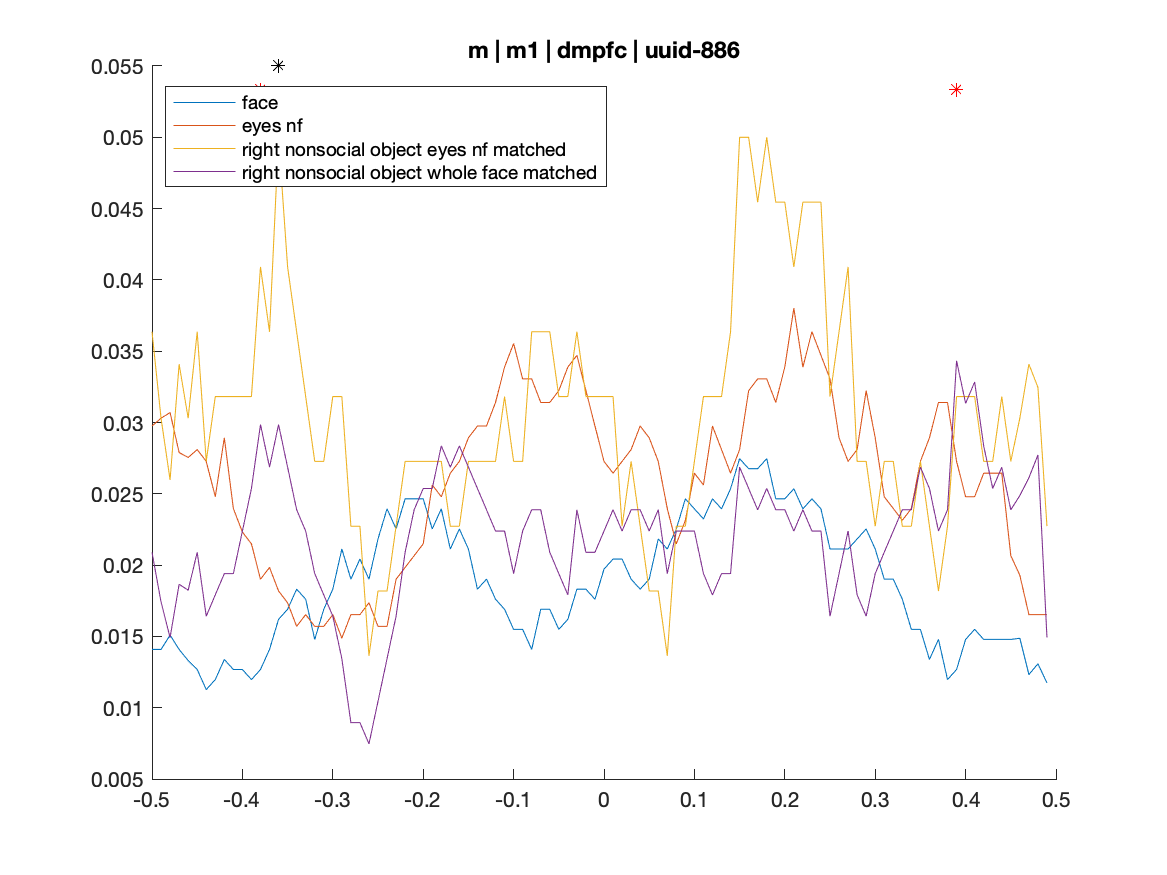 m | m1 | dmpfc | uuid-886
0.055
0.05
0.045
0.04
0.035
0.03
0.025
0.02
0.015
0.01
0.005
face
eyes nf
right nonsocial object eyes nf matched
right nonsocial object whole face matched
-0.5 -0.4 -0.3 -0.2 -0.1 0 0.1 0.2 0.3 0.4 0.5